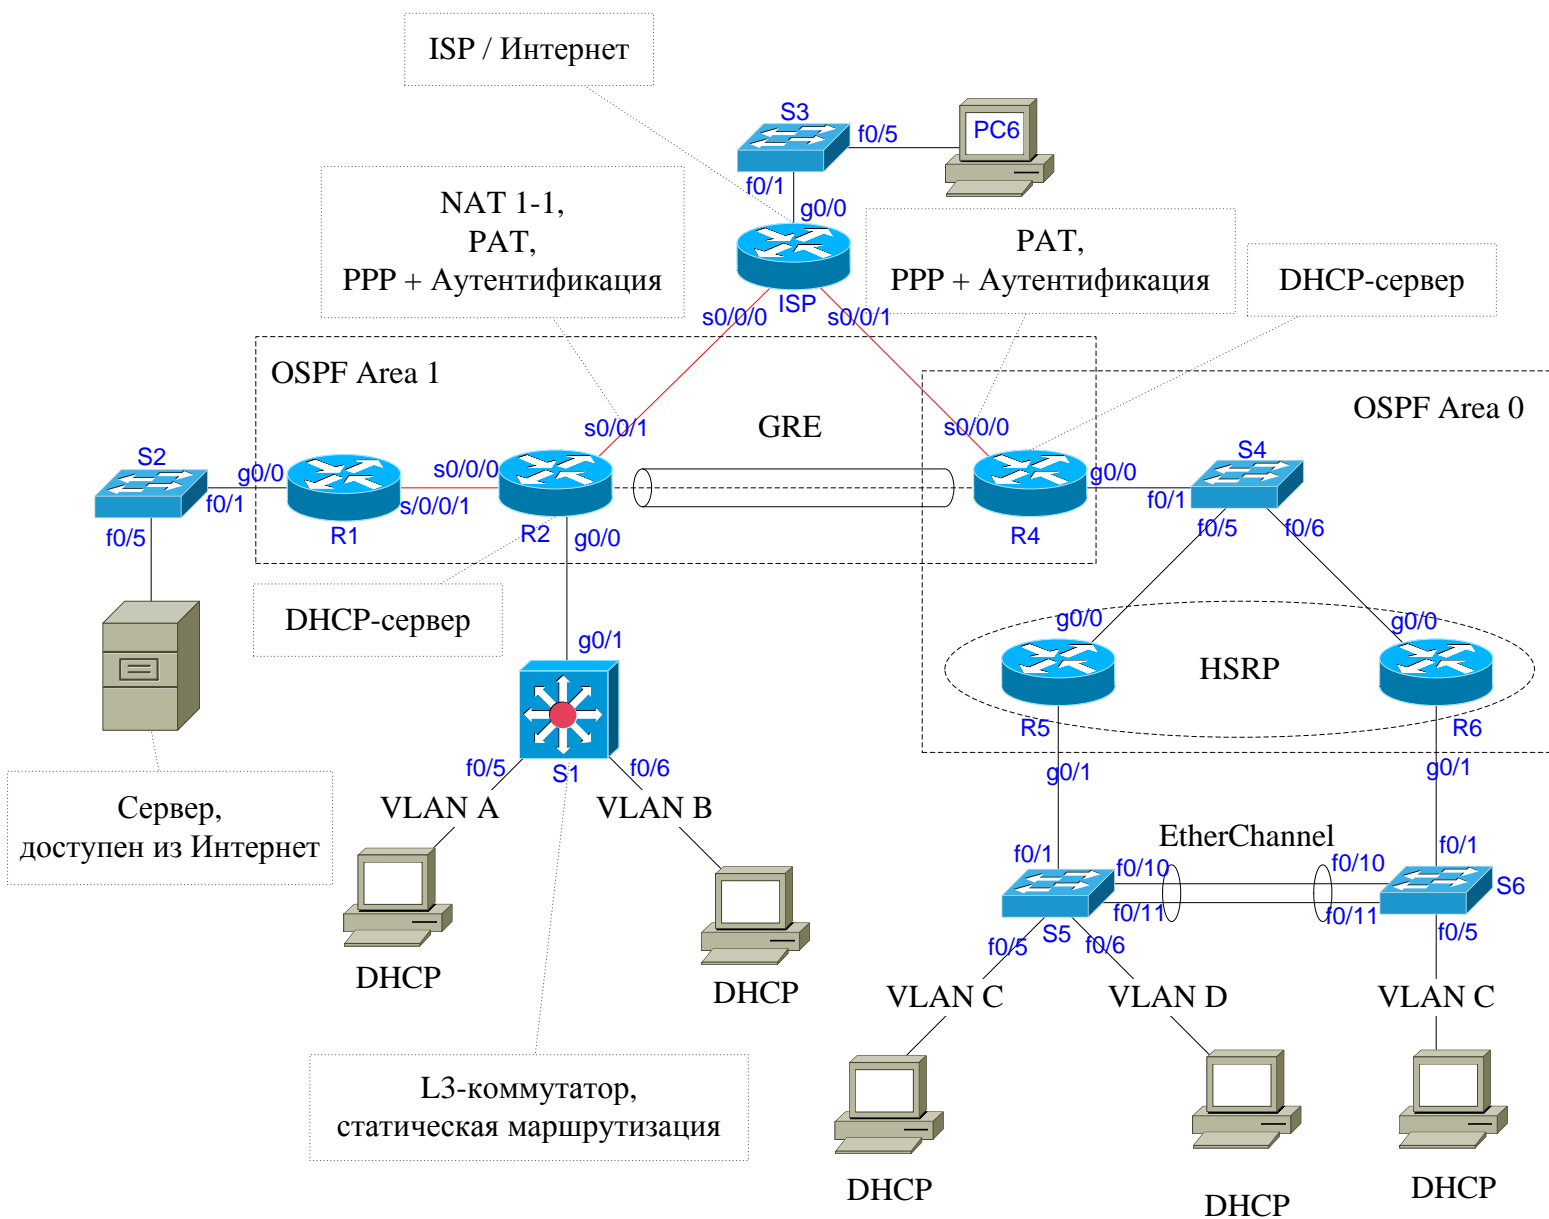 ISP / Интернет
S3
f0/5
PC6
f0/1
g0/0
NAT 1-1,
PAT,
PPP + Аутентификация
PAT,
PPP + Аутентификация
DHCP-сервер
ISP
s0/0/0
s0/0/1
OSPF Area 1
OSPF Area 0
s0/0/1
GRE
s0/0/0
S2
g0/0
s0/0/0
g0/0
S4
f0/1
s/0/0/1
f0/1
f0/5
R1
R2
g0/0
R4
f0/5
f0/6
DHCP-сервер
g0/1
g0/0
g0/0
HSRP
R5
R6
f0/5
S1
f0/6
g0/1
g0/1
Сервер,
доступен из Интернет
VLAN A
VLAN B
EtherChannel
f0/1
f0/10
f0/10
f0/1
S6
f0/11
f0/11
f0/5
S5
f0/6
f0/5
DHCP
DHCP
VLAN C
VLAN D
VLAN C
L3-коммутатор,
статическая маршрутизация
DHCP
DHCP
DHCP